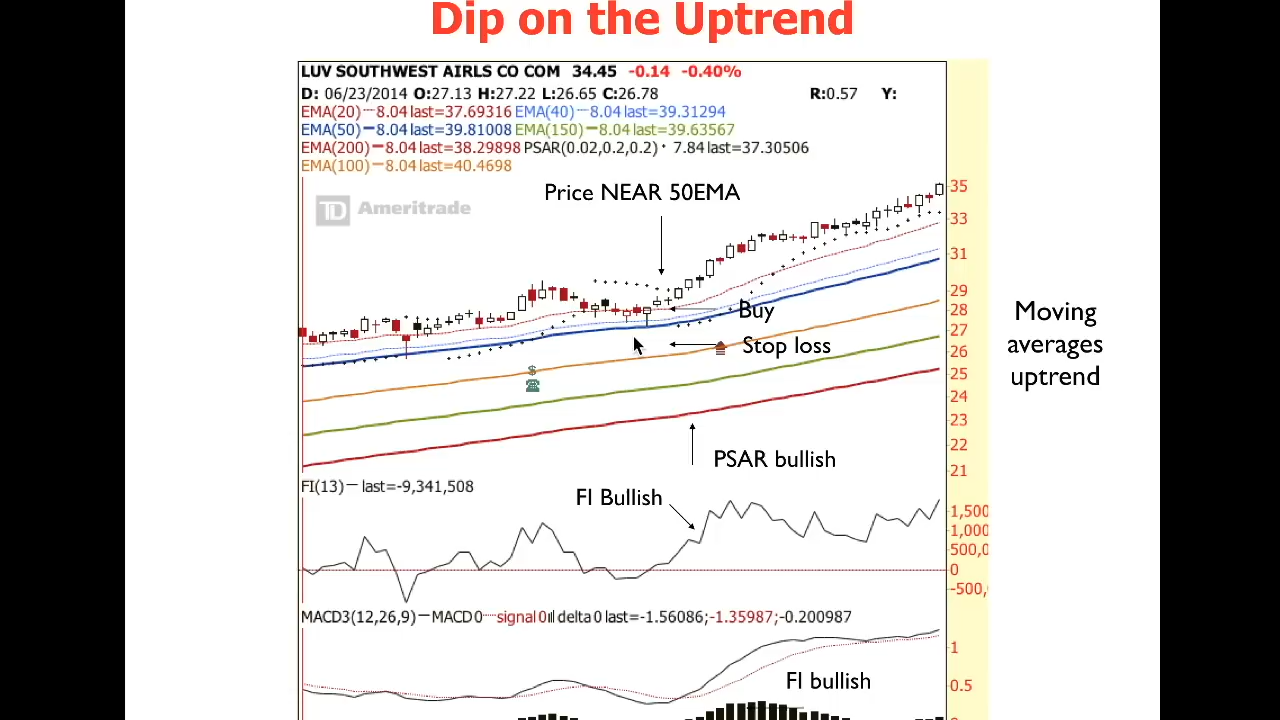 Dip on the Uptrend
LUV SOUTHWEST AIRLS CO COM 34.45 -0.14 -0.40%
D: 06/23/2014 O:27.13 H:27.22 L:26.65 C:26.78 R:0.57 Y:
EMA(20) 8.04 last=37.69316 EMA(40) 8.04 last=39.31294
EMA(50) 8.04 last=39.81008 EMA(150) 8.04 last=39.63567
EMA(200) 8.04 last=38.29898 PSAR(0.02,0.2,0.2) 7.84 last=37.30506
EMA(100) 8.04 last=40.4698
TD Ameritrade
Price NEAR 50EMA
35
33
31
29
28
27
26
25
24
23
22
21
Buy
Stop loss
Moving
averages
uptrend
$
PSAR bullish
FI(13) last=-9,341,508
FI Bullish
1,500
1,000
500,0
0
-500,
MACD3(12,26,9) MACD0 signal 0 delta 0 last=-1.56086;-1.35987;-0.200987
1
0.5
FI bullish